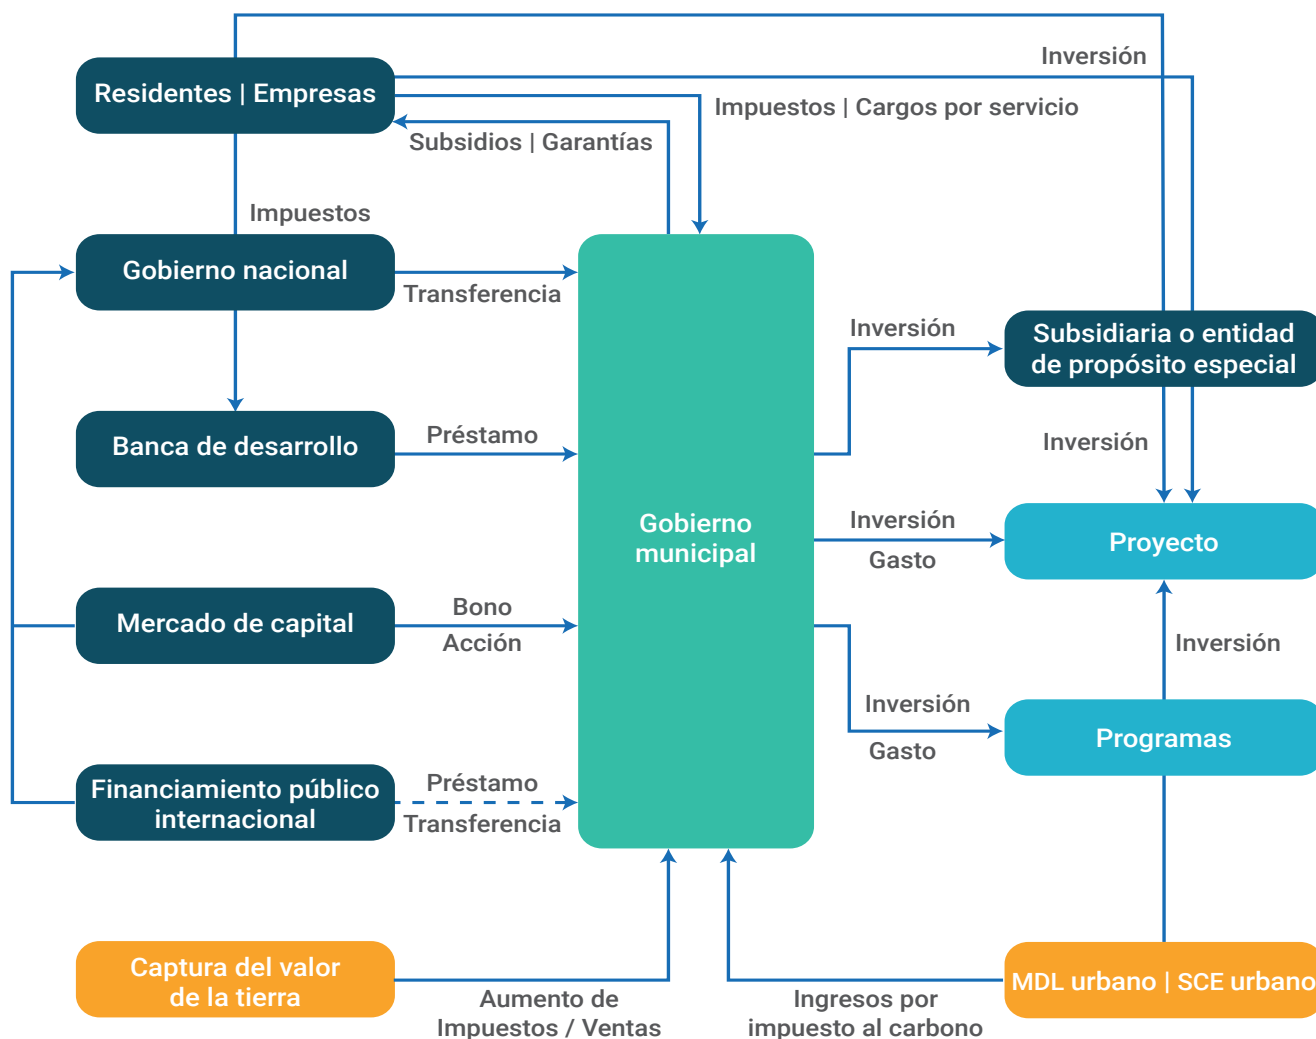 Inversión
Residentes | Empresas
Impuestos | Cargos por servicio
Subsidios | Garantías
Impuestos
Gobierno nacional
Transferencia
Inversión
Subsidiaria o entidad
de propósito especial
Banca de desarrollo
Préstamo
Inversión
Gobierno
municipal
Inversión
Gasto
Proyecto
Mercado de capital
Bono
Acción
Inversión
Inversión
Gasto
Programas
Financiamiento público
internacional
Préstamo
Transferencia
Captura del valor
de la tierra
Aumento de
Impuestos / Ventas
Ingresos por
impuesto al carbono
MDL urbano | SCE urbano